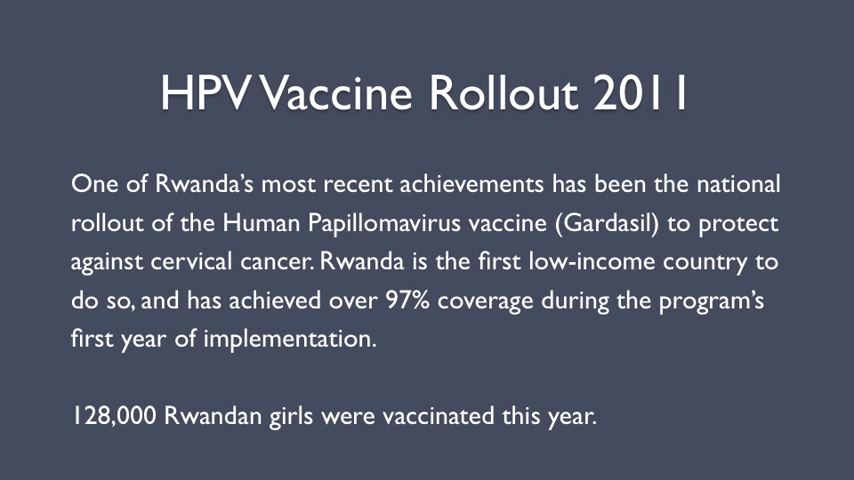 HPV Vaccine Rollout 2011
One of Rwanda’s most recent achievements has been the national
rollout of the Human Papillomavirus vaccine (Gardasil) to protect
against cervical cancer. Rwanda is the first low-income country to
do so, and has achieved over 97% coverage during the program’s
first year of implementation.
128,000 Rwandan girls were vaccinated this year.